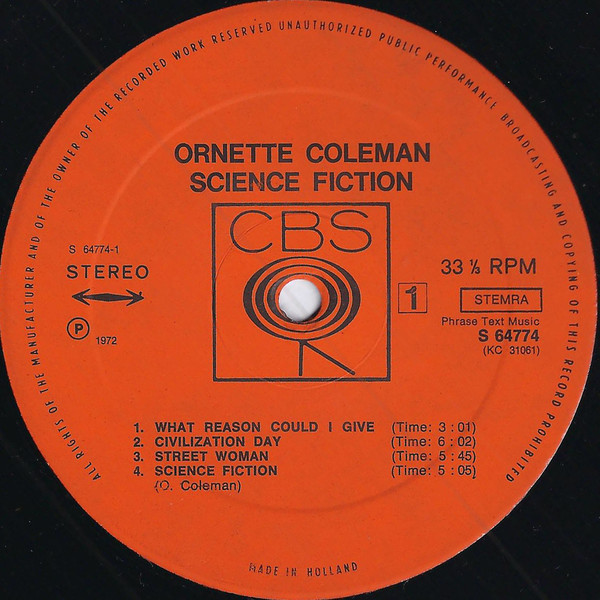 ALL RIGHTS OF THE MANUFACTURER AND OF THE OWNER OF THE RECORDED WORK RESERVED UNAUTHORIZED PUBLIC PERFORMANCE BROADCASTING AND COPYING OF THIS RECORD PROHIBITED
ORNETTE COLEMAN
SCIENCE FICTION
CBS
S 64774-1
STEREO
Ⓟ 1972
33 ⅓ RPM
1
STEMRA
Phrase Text Music
S 64774
(KC 31061)
1. WHAT REASON COULD I GIVE (Time: 3 : 01)
2. CIVILIZATION DAY (Time: 6 : 02)
3. STREET WOMAN (Time: 5 : 45)
4. SCIENCE FICTION (Time: 5 : 05)
(O. Coleman)
MADE IN HOLLAND